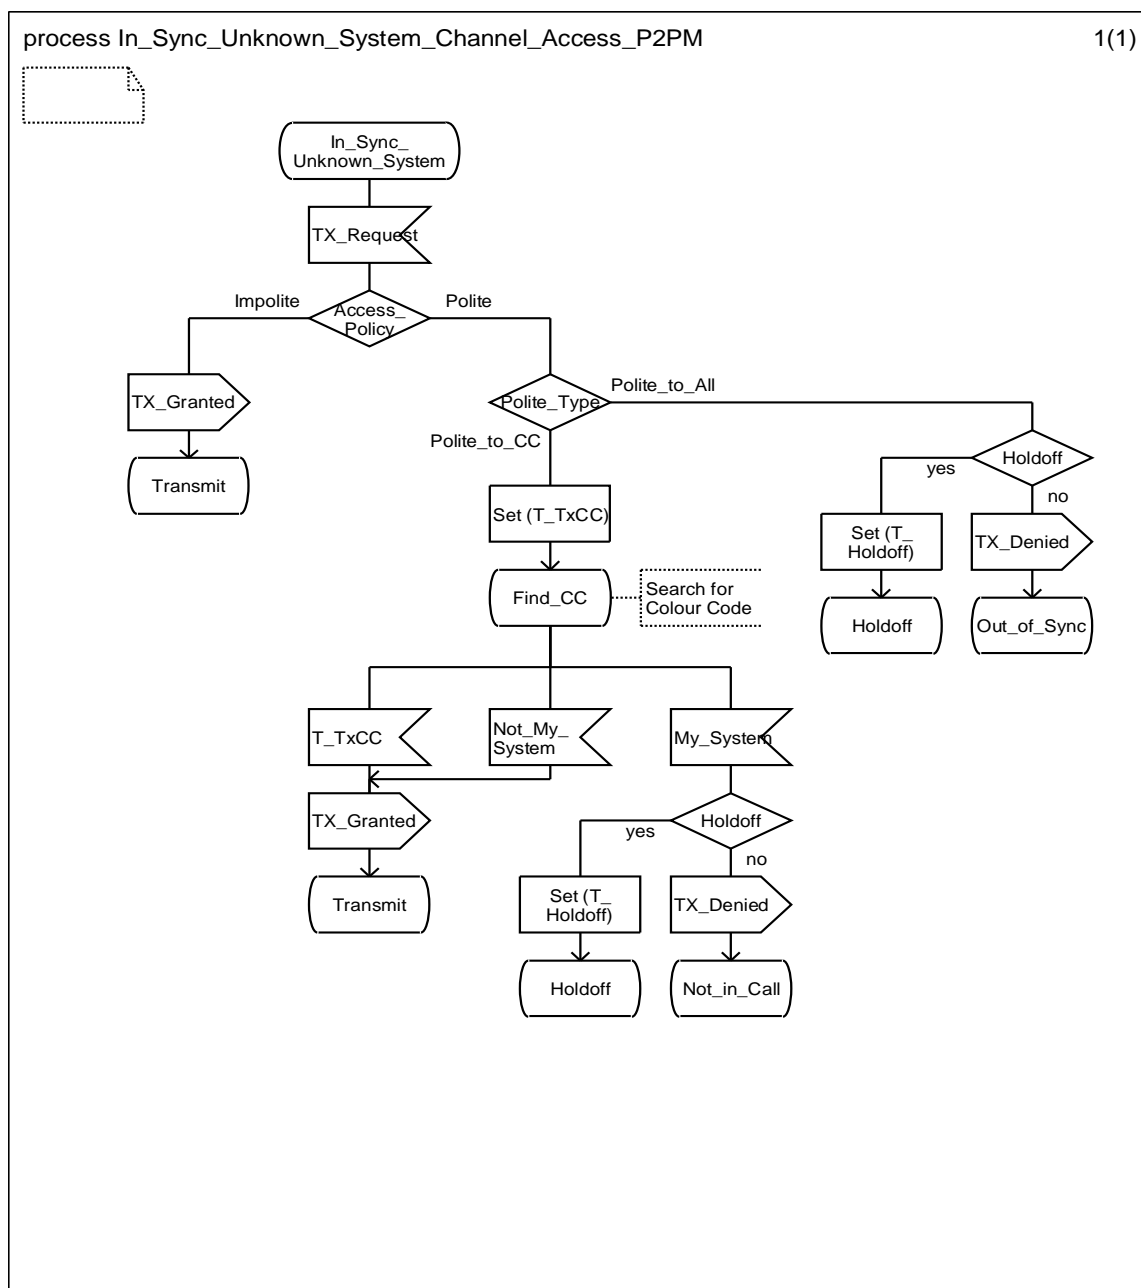 process In_Sync_Unknown_System_Channel_Access_P2PM
1(1)
In_Sync_
Unknown_System
TX_Request
Impolite
Access_
Policy
Polite
TX_Granted
Transmit
Polite_Type
Polite_to_All
Polite_to_CC
Holdoff
yes
no
Set (T_TxCC)
Set (T_
Holdoff)
TX_Denied
Find_CC
Search for
Colour Code
Holdoff
Out_of_Sync
T_TxCC
Not_My_
System
My_System
TX_Granted
Holdoff
yes
no
Transmit
Set (T_
Holdoff)
TX_Denied
Holdoff
Not_in_Call